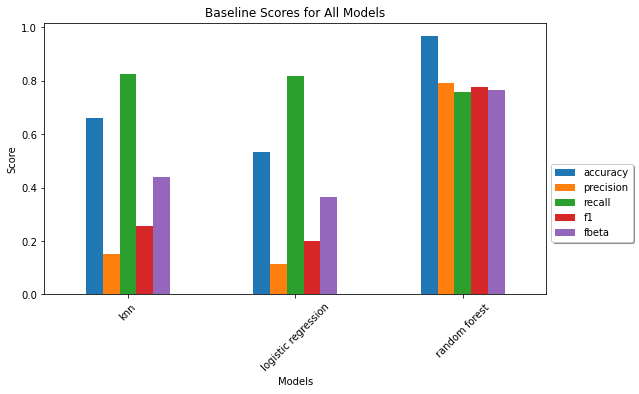 Baseline Scores for All Models
1.0
0.8
0.6
0.4
0.2
0.0
Score
knn
logistic regression
random forest
Models
accuracy
precision
recall
f1
fbeta